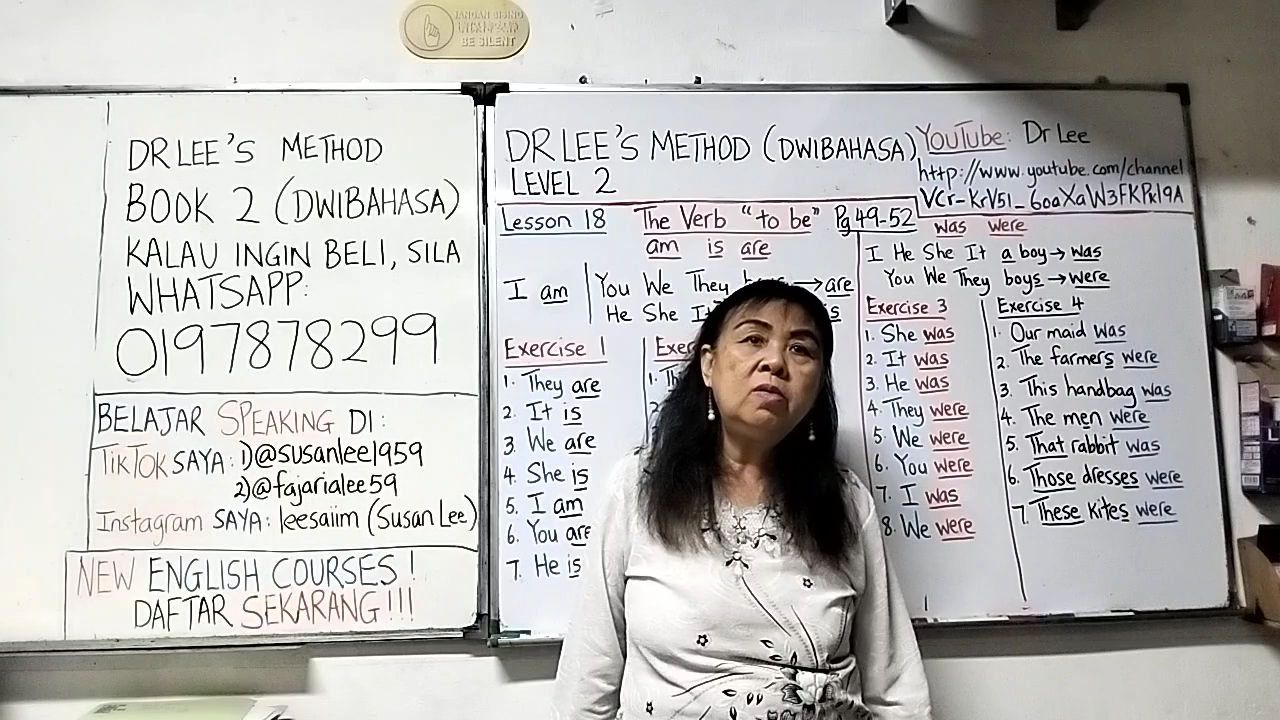 JANGAN BISING
请保持安静
BE SILENT
DR LEE'S METHOD
BOOK 2 (DWIBAHASA)
KALAU INGIN BELI, SILA
WHATSAPP:
0197878299
BELAJAR SPEAKING DI:
TIKTOK SAYA: 1)@susanlee1959
2)@fajarialee59
Instagram SAYA: leesaiim (Susan Lee)
NEW ENGLISH COURSES!
DAFTAR SEKARANG!!!
DR LEE'S METHOD (DWIBAHASA)
LEVEL 2
YouTube: Dr Lee
http://www.youtube.com/channel
VCr-KrV51_6oaXaW3FKPkl9A
Lesson 18 The Verb "to be" Pg 49-52
am is are
I am You We They → are
He She It
Exercise 1
1. They are
2. It is
3. We are
4. She is
5. I am
6. You are
7. He is
was were
I He She It a boy → was
You We They boys → were
Exercise 3
1. She was
2. It was
3. He was
4. They were
5. We were
6. You were
7. I was
8. We were
Exercise 4
1. Our maid was
2. The farmers were
3. This handbag was
4. The men were
5. That rabbit was
6. Those dresses were
7. These kites were